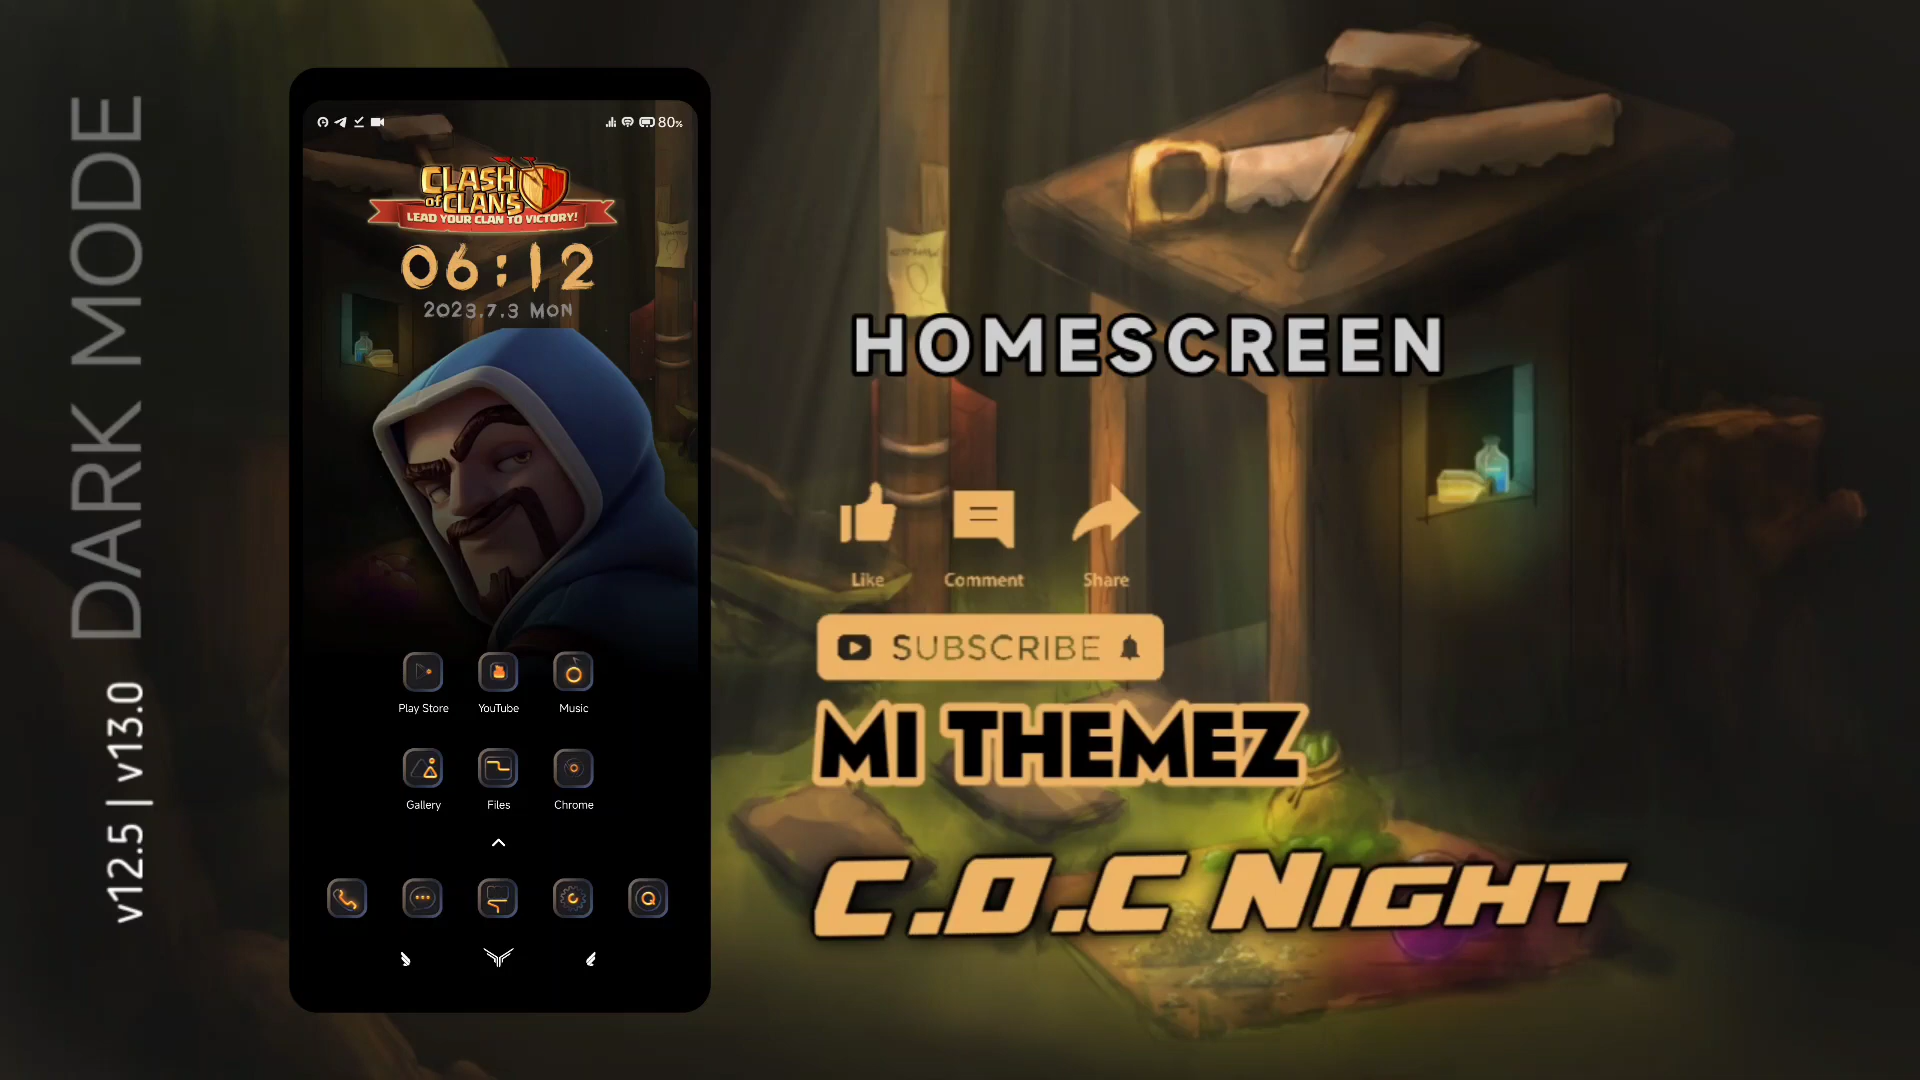 DARK MODE
v12.5 | v13.0
80%
CLASH
of CLANS
LEAD YOUR CLAN TO VICTORY!
06:12
2023.7.3 MON
Play Store
YouTube
Music
Gallery
Files
Chrome
HOMESCREEN
Like
Comment
Share
SUBSCRIBE
MI THEMEZ
C.O.C NIGHT